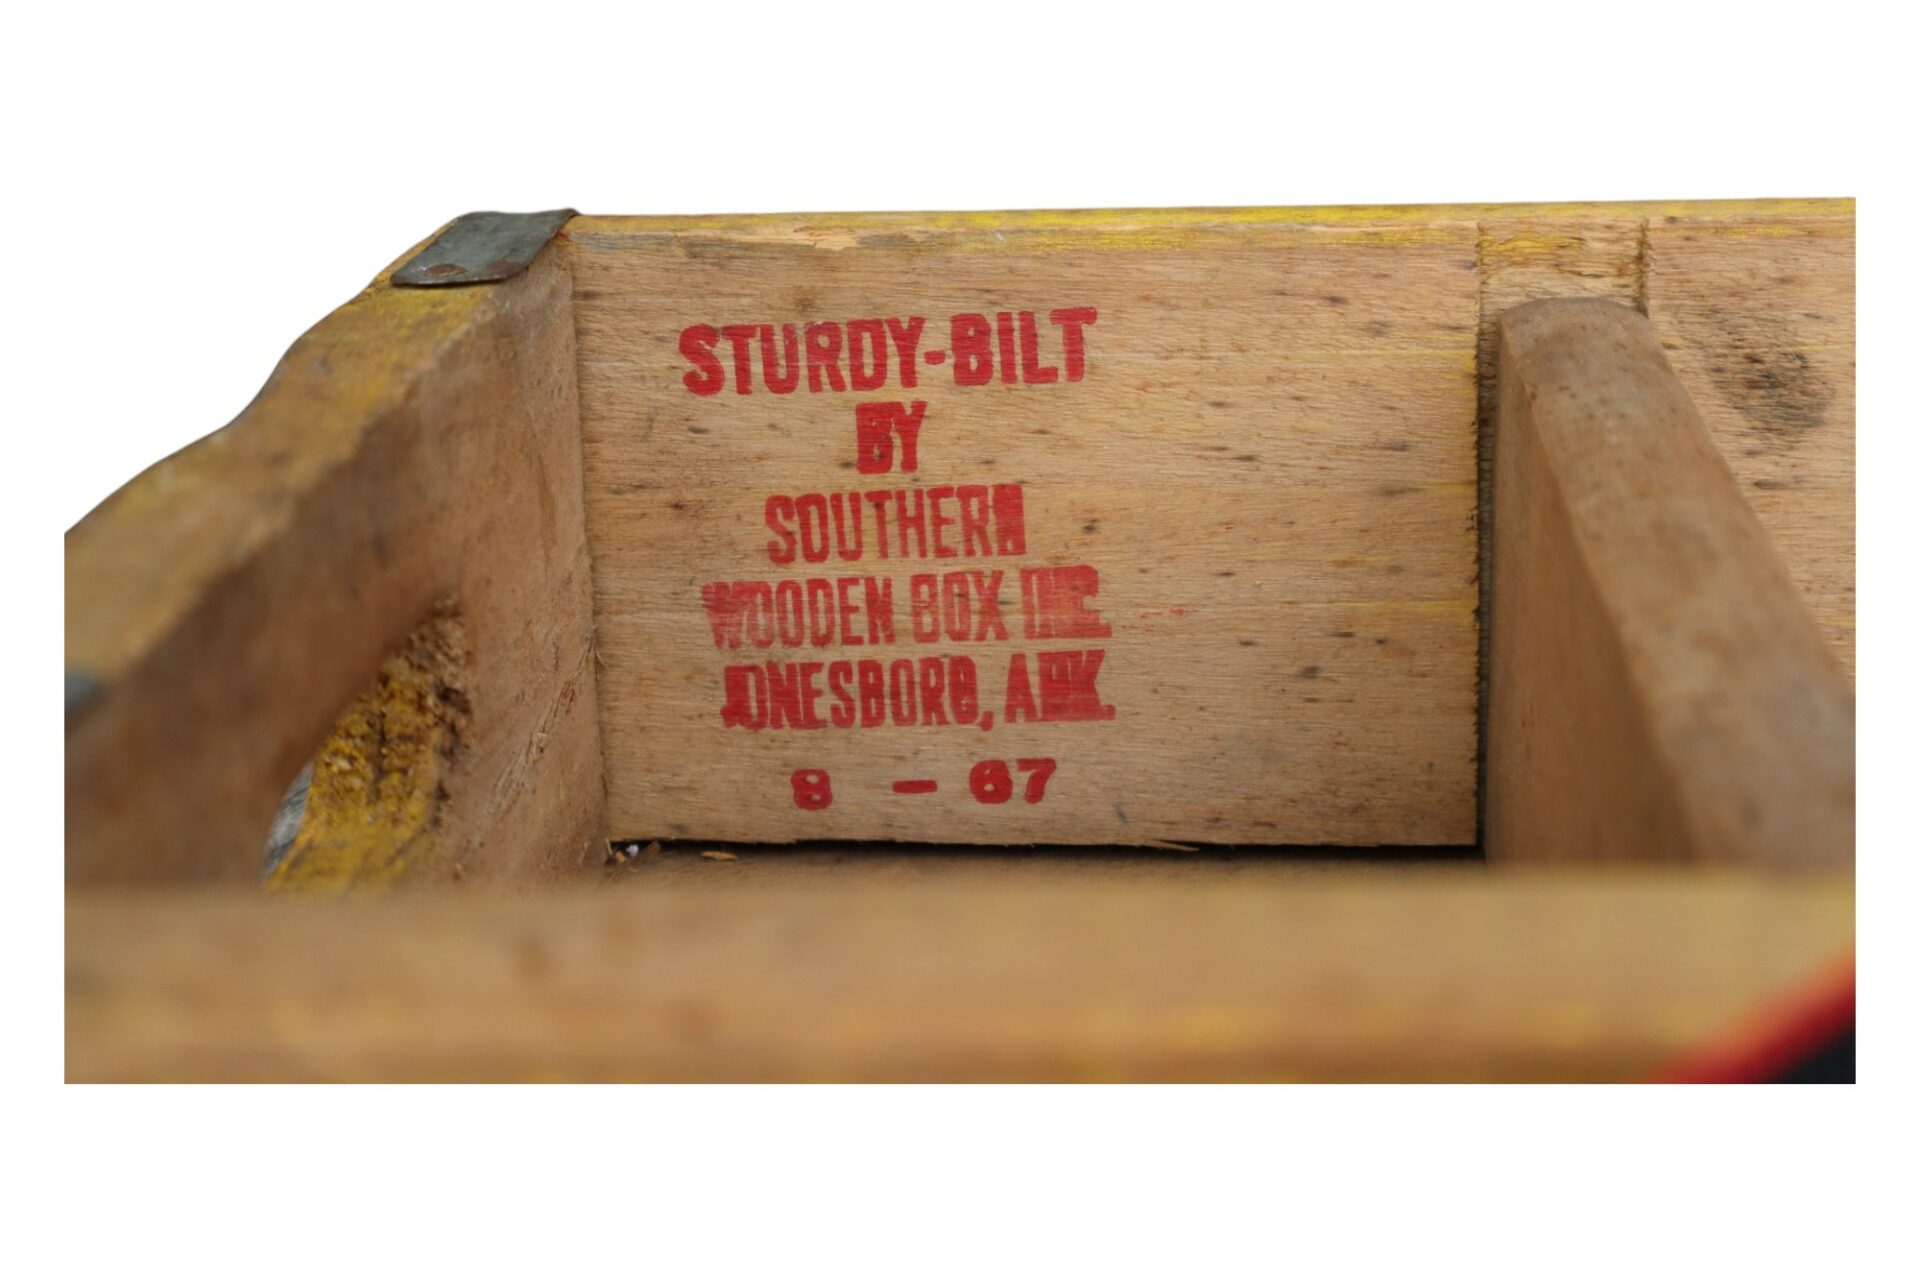 STURDY-BILT
BY
SOUTHERN
WOODEN BOX INC.
JONESBORO, ARK.
8 - 67